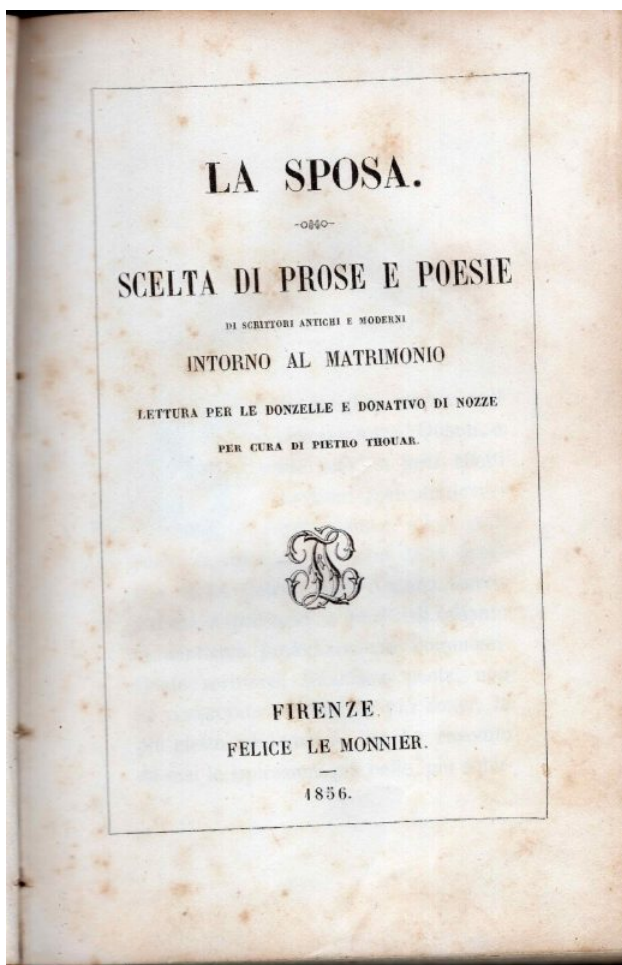 LA SPOSA.
SCELTA DI PROSE E POESIE
DI SCRITTORI ANTICHI E MODERNI
INTORNO AL MATRIMONIO
LETTURA PER LE DONZELLE E DONATIVO DI NOZZE
PER CURA DI PIETRO THOUAR.
FIRENZE
FELICE LE MONNIER.
1856.